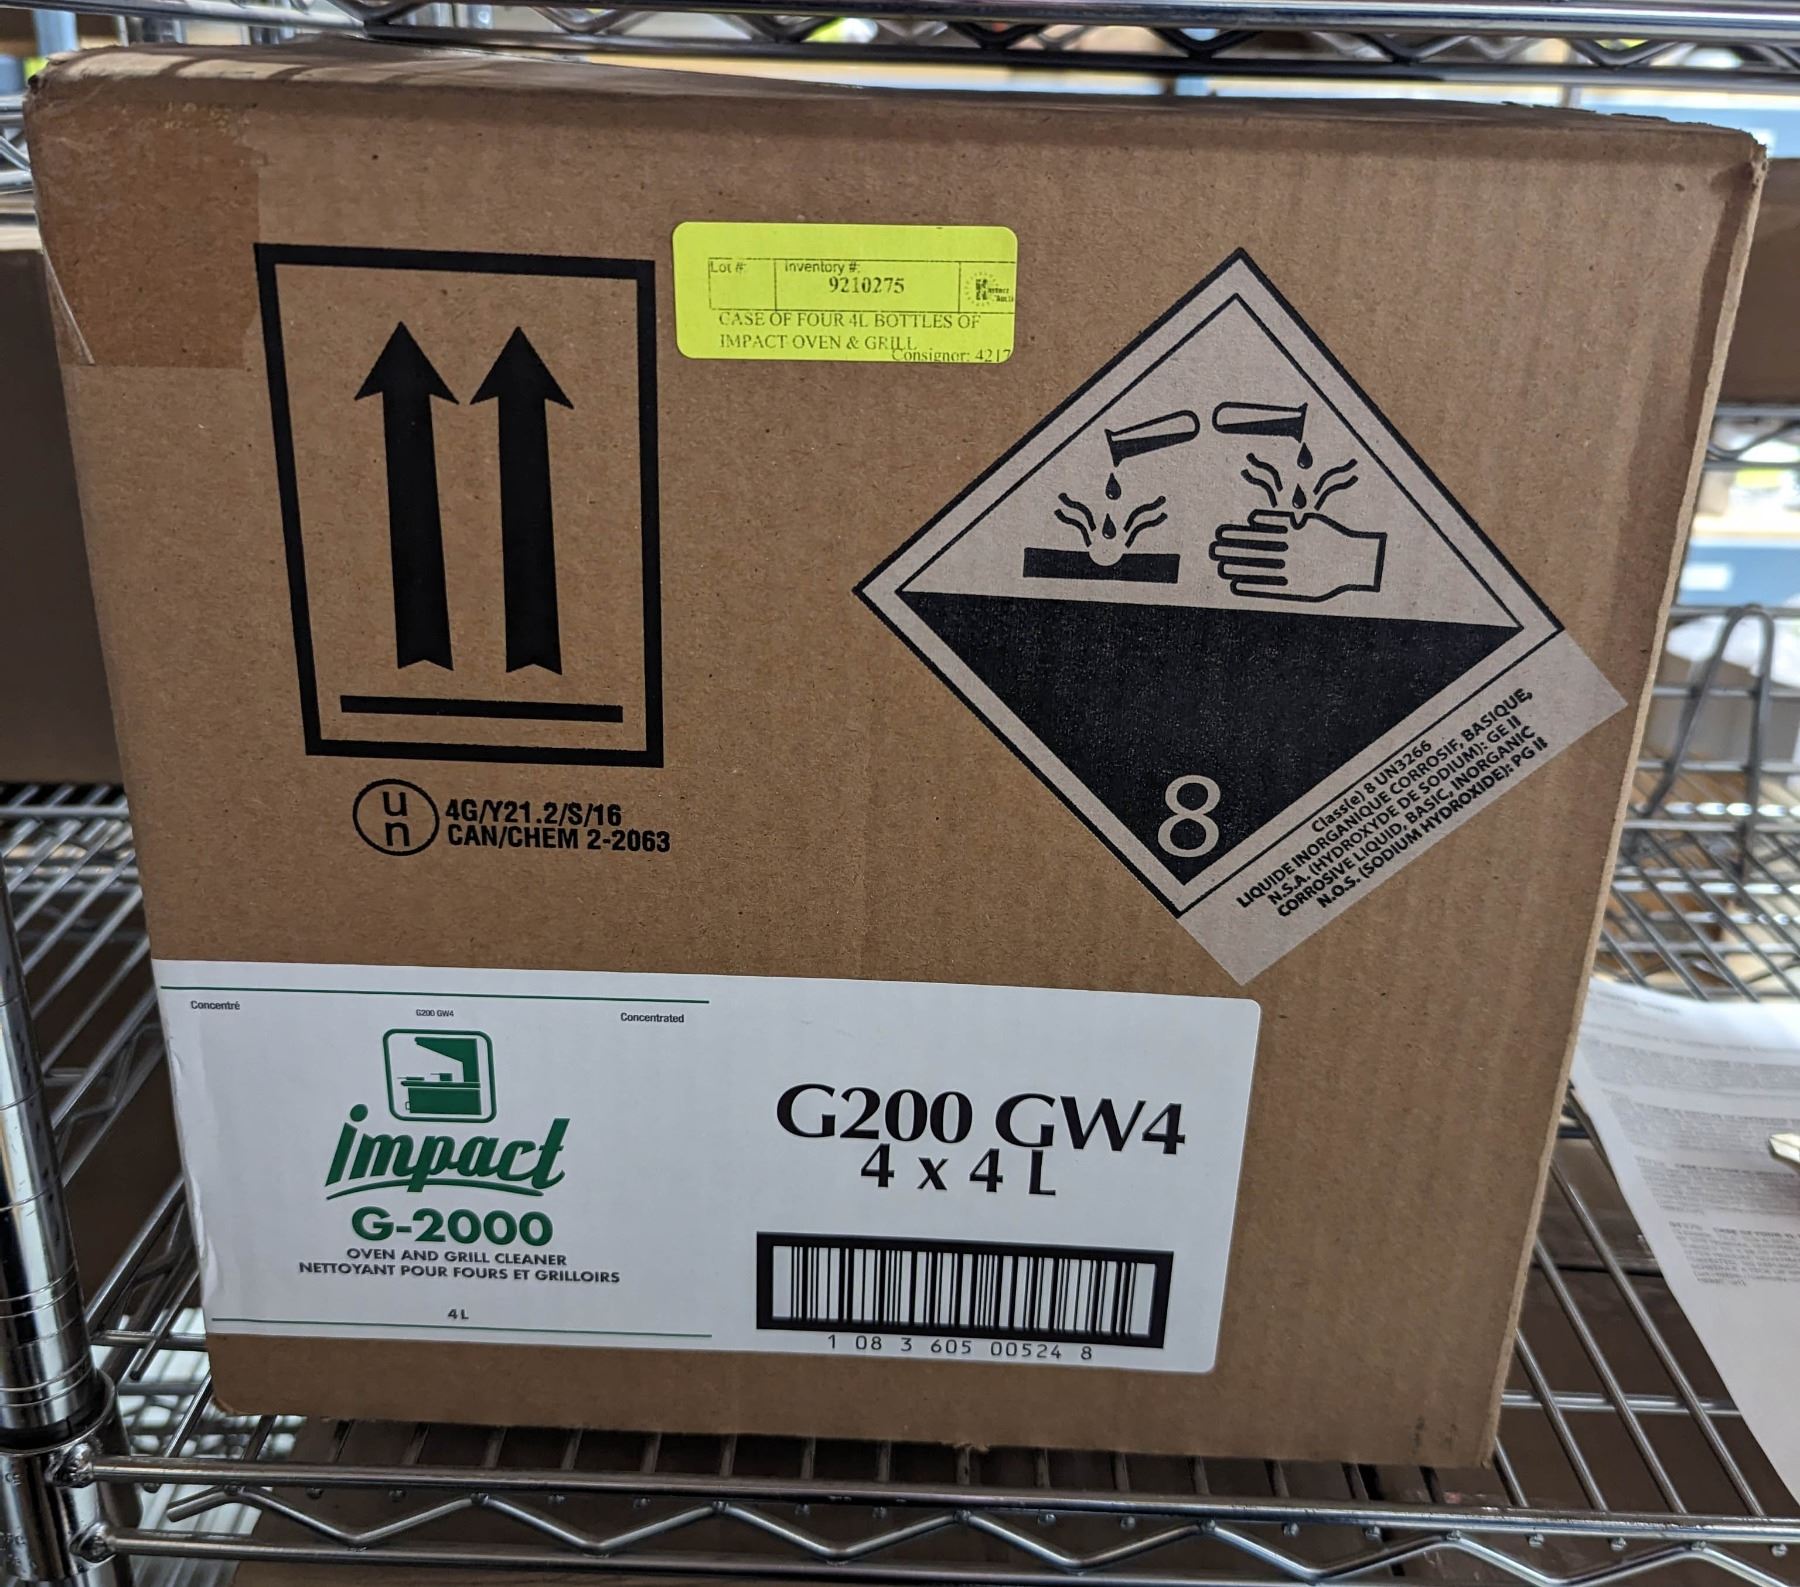 Lot #:
Inventory #:
9210275
CASE OF FOUR 4L BOTTLES OF
IMPACT OVEN & GRILL
Consignor: 4217
8
Class(e) 8 UN3266
LIQUIDE INORGANIQUE CORROSIF, BASIQUE,
N.S.A. (HYDROXYDE DE SODIUM): GE II
CORROSIVE LIQUID, BASIC, INORGANIC
N.O.S. (SODIUM HYDROXIDE): PG II
un
4G/Y21.2/S/16
CAN/CHEM 2-2063
Concentré
G200 GW4
Concentrated
impact
G-2000
OVEN AND GRILL CLEANER
NETTOYANT POUR FOURS ET GRILLOIRS
4 L
G200 GW4
4 x 4 L
1 08 3 605 00524 8